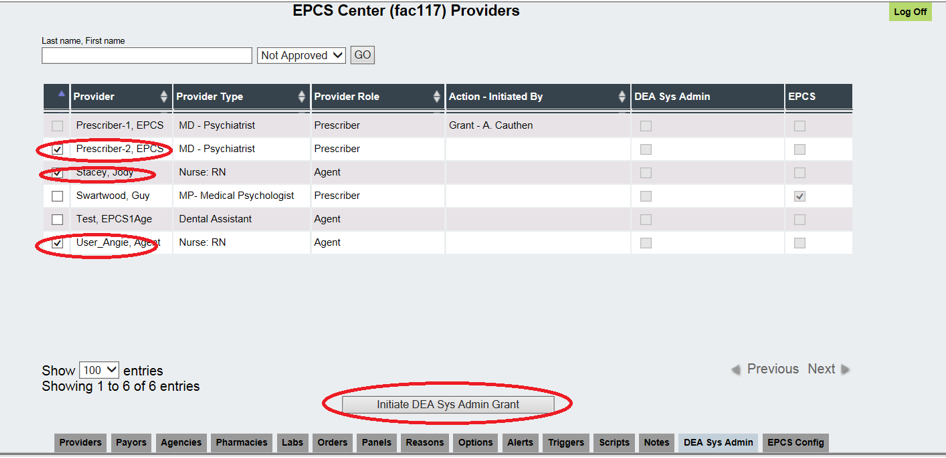 EPCS Center (fac117) Providers
Log Off
Last name, First name
Not Approved GO
Provider Provider Type Provider Role Action - Initiated By DEA Sys Admin EPCS
Prescriber-1, EPCS MD - Psychiatrist Prescriber Grant - A. Cauthen
Prescriber-2, EPCS MD - Psychiatrist Prescriber
Stacey, Jody Nurse: RN Agent
Swartwood, Guy MP- Medical Psychologist Prescriber
Test, EPCS1Age Dental Assistant Agent
User_Angie, Agent Nurse: RN Agent
Show 100 entries
Previous Next
Showing 1 to 6 of 6 entries
Initiate DEA Sys Admin Grant
Providers Payors Agencies Pharmacies Labs Orders Panels Reasons Options Alerts Triggers Scripts Notes DEA Sys Admin EPCS Config